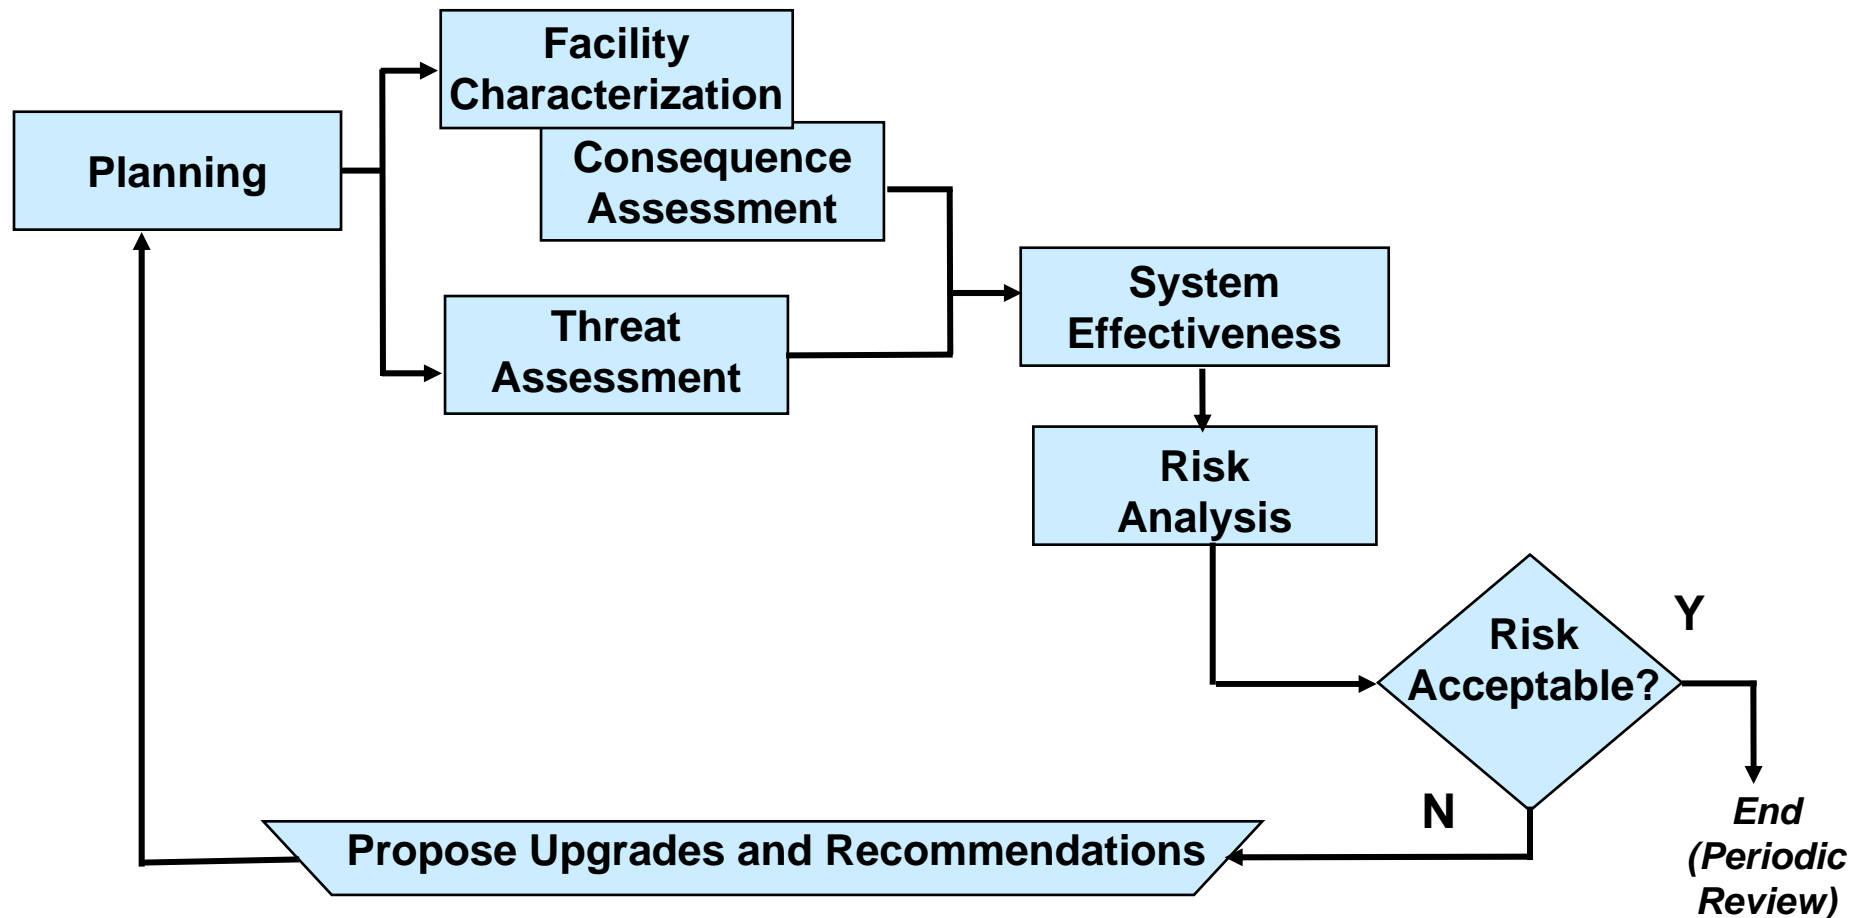 Facility
Characterization
Planning
Consequence
Assessment
Threat
Assessment
System
Effectiveness
Risk
Analysis
Risk
Acceptable?
Y
N
End
(Periodic
Review)
Propose Upgrades and Recommendations